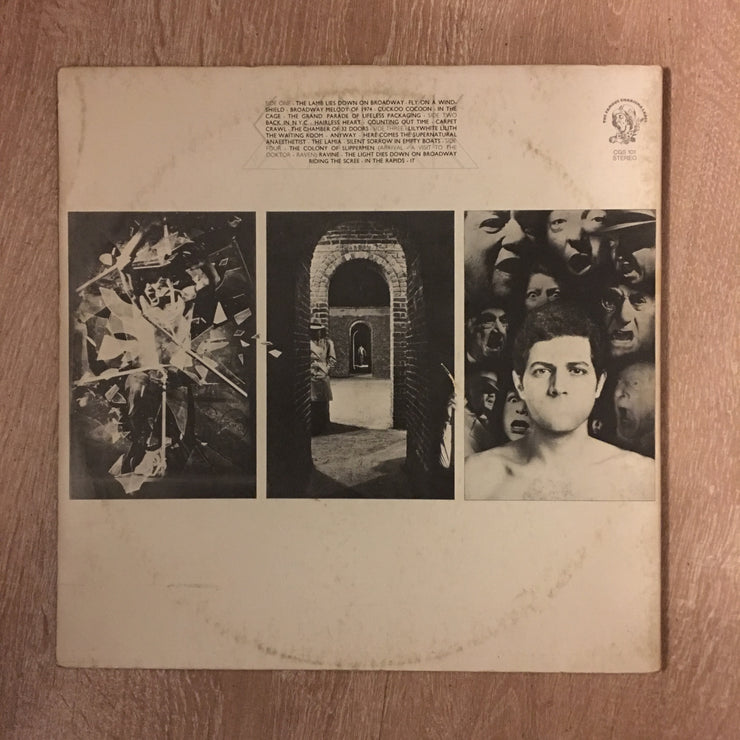 SIDE ONE · THE LAMB LIES DOWN ON BROADWAY · FLY ON A WIND-
SHIELD · BROADWAY MELODY OF 1974 · CUCKOO COCOON · IN THE
CAGE · THE GRAND PARADE OF LIFELESS PACKAGING · SIDE TWO
BACK IN N.Y.C. · HAIRLESS HEART · COUNTING OUT TIME · CARPET
CRAWL · THE CHAMBER OF 32 DOORS · SIDE THREE · LILYWHITE LILITH
THE WAITING ROOM · ANYWAY · HERE COMES THE SUPERNATURAL
ANAESTHETIST · THE LAMIA · SILENT SORROW IN EMPTY BOATS · SIDE
FOUR · THE COLONY OF SLIPPERMEN (ARRIVAL · A VISIT TO THE
DOKTOR · RAVEN) RAVINE · THE LIGHT DIES DOWN ON BROADWAY
RIDING THE SCREE · IN THE RAPIDS · IT
THE FAMOUS CHARISMA LABEL
CGS 101
STEREO